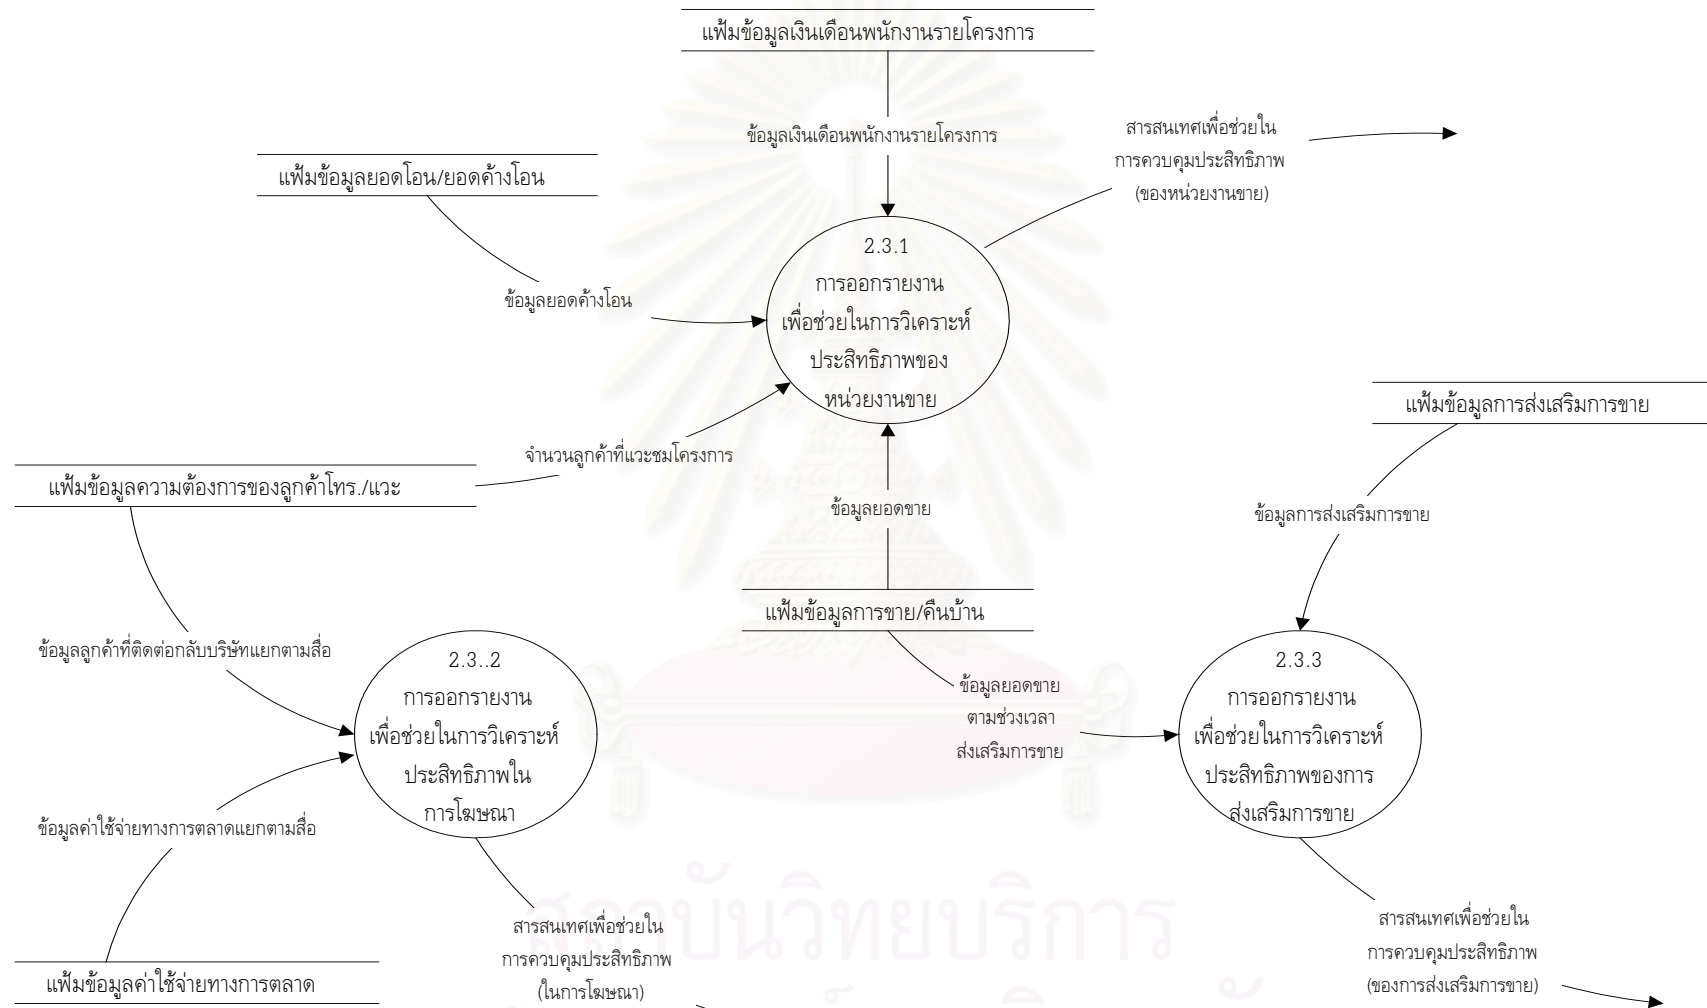 แฟ้มข้อมูลเงินเดือนพนักงานรายโครงการ
ข้อมูลเงินเดือนพนักงานรายโครงการ
สารสนเทศเพื่อช่วยใน
การควบคุมประสิทธิภาพ
(ของหน่วยงานขาย)
แฟ้มข้อมูลยอดโอน/ยอดค้างโอน
ข้อมูลยอดค้างโอน
2.3.1
การออกรายงาน
เพื่อช่วยในการวิเคราะห์
ประสิทธิภาพของ
หน่วยงานขาย
แฟ้มข้อมูลการส่งเสริมการขาย
จำนวนลูกค้าที่แวะชมโครงการ
แฟ้มข้อมูลความต้องการของลูกค้าโทร./แวะ
ข้อมูลยอดขาย
ข้อมูลการส่งเสริมการขาย
แฟ้มข้อมูลการขาย/คืนบ้าน
ข้อมูลลูกค้าที่ติดต่อกลับบริษัทแยกตามสื่อ
2.3..2
การออกรายงาน
เพื่อช่วยในการวิเคราะห์
ประสิทธิภาพใน
การโฆษณา
ข้อมูลยอดขาย
ตามช่วงเวลา
ส่งเสริมการขาย
2.3.3
การออกรายงาน
เพื่อช่วยในการวิเคราะห์
ประสิทธิภาพของการ
ส่งเสริมการขาย
ข้อมูลค่าใช้จ่ายทางการตลาดแยกตามสื่อ
สถาบันวิทยบริการ
สารสนเทศเพื่อช่วยใน
การควบคุมประสิทธิภาพ
(ในการโฆษณา)
สารสนเทศเพื่อช่วยใน
การควบคุมประสิทธิภาพ
(ของการส่งเสริมการขาย)
แฟ้มข้อมูลค่าใช้จ่ายทางการตลาด